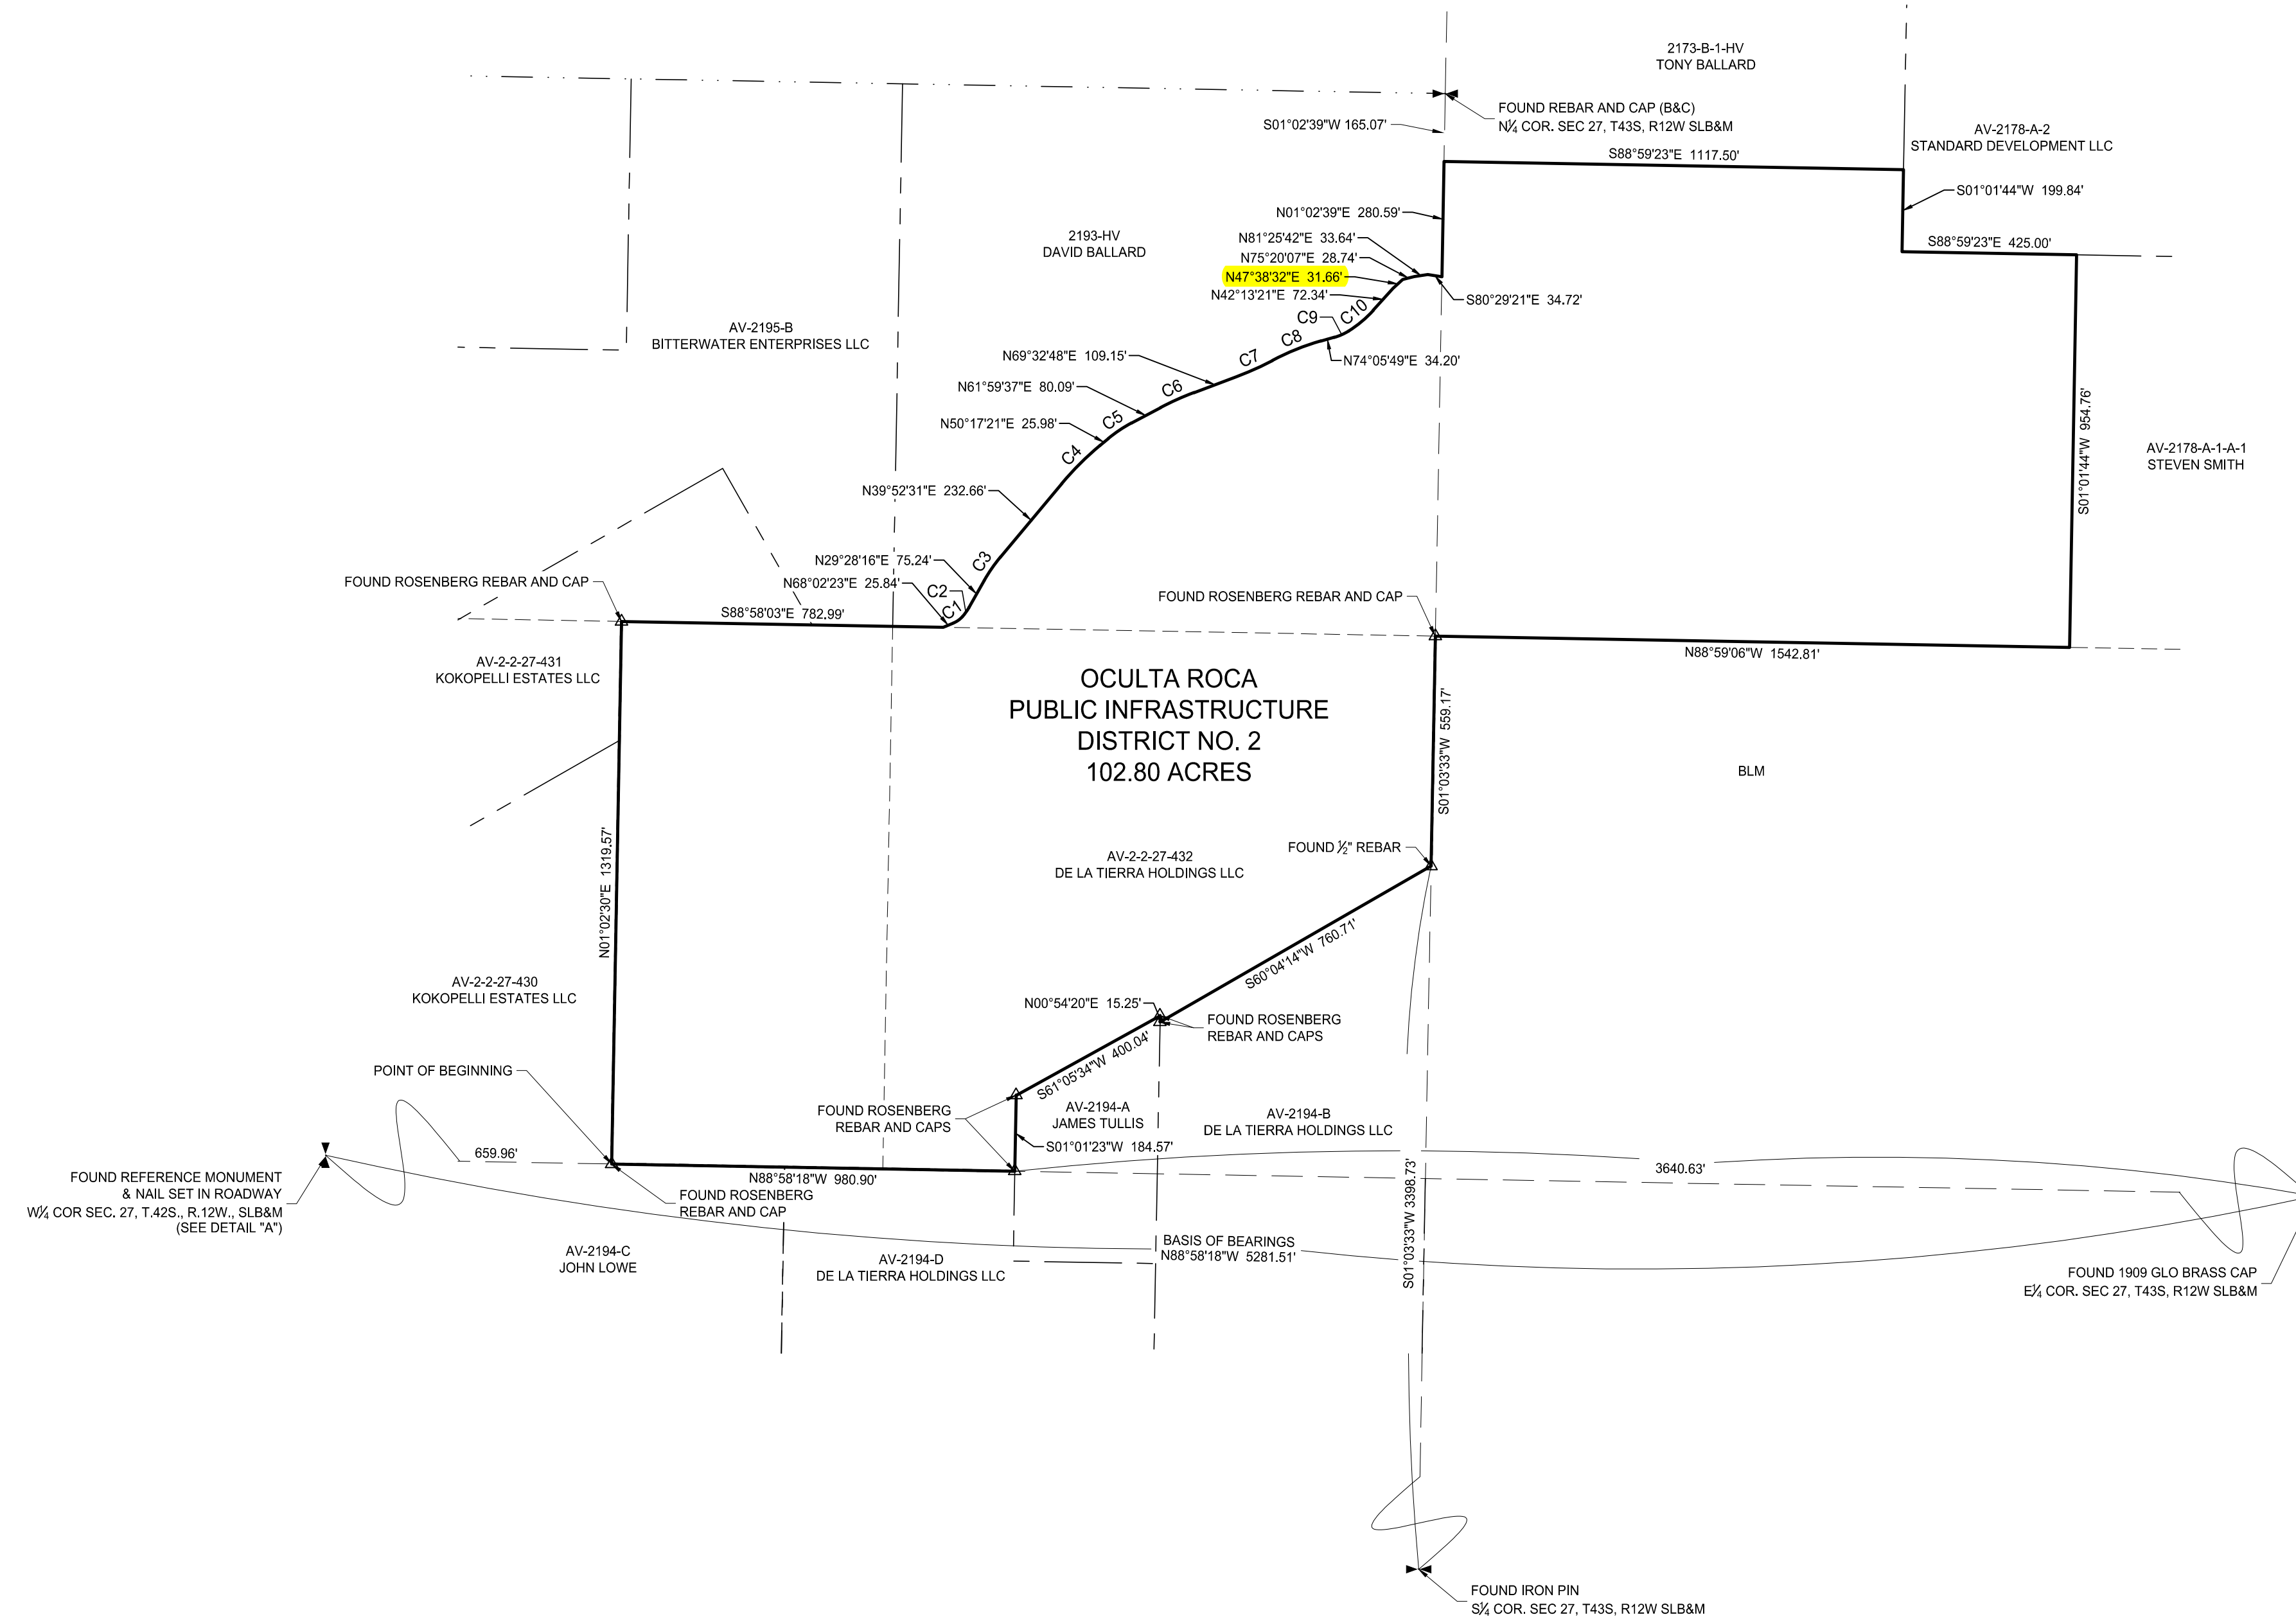 2173-B-1-HV
TONY BALLARD
FOUND REBAR AND CAP (B&C)
N¼ COR. SEC 27, T43S, R12W SLB&M
S01°02'39"W 165.07'
AV-2178-A-2
STANDARD DEVELOPMENT LLC
S88°59'23"E 1117.50'
S01°01'44"W 199.84'
N01°02'39"E 280.59'
2193-HV
DAVID BALLARD
N81°25'42"E 33.64'
S88°59'23"E 425.00'
N75°20'07"E 28.74'
N47°38'32"E 31.66'
N42°13'21"E 72.34'
S80°29'21"E 34.72'
C10
C9
C8
AV-2195-B
BITTERWATER ENTERPRISES LLC
N69°32'48"E 109.15'
C7
N74°05'49"E 34.20'
N61°59'37"E 80.09'
C6
N50°17'21"E 25.98'
C5
C4
S01°01'44"W 954.76'
AV-2178-A-1-A-1
STEVEN SMITH
N39°52'31"E 232.66'
N29°28'16"E 75.24'
C3
FOUND ROSENBERG REBAR AND CAP
N68°02'23"E 25.84'
C2
C1
FOUND ROSENBERG REBAR AND CAP
S88°58'03"E 782.99'
N88°59'06"W 1542.81'
AV-2-2-27-431
KOKOPELLI ESTATES LLC
OCULTA ROCA
PUBLIC INFRASTRUCTURE
DISTRICT NO. 2
102.80 ACRES
S01°03'33"W 559.17'
BLM
N01°02'30"E 1319.57'
FOUND ½" REBAR
AV-2-2-27-432
DE LA TIERRA HOLDINGS LLC
S60°04'14"W 760.71'
AV-2-2-27-430
KOKOPELLI ESTATES LLC
N00°54'20"E 15.25'
FOUND ROSENBERG
REBAR AND CAPS
S61°05'34"W 400.04'
POINT OF BEGINNING
FOUND ROSENBERG
REBAR AND CAPS
AV-2194-A
JAMES TULLIS
AV-2194-B
DE LA TIERRA HOLDINGS LLC
S01°01'23"W 184.57'
659.96'
3640.63'
FOUND REFERENCE MONUMENT
& NAIL SET IN ROADWAY
W¼ COR SEC. 27, T.42S., R.12W., SLB&M
(SEE DETAIL "A")
N88°58'18"W 980.90'
FOUND ROSENBERG
REBAR AND CAP
S01°03'33"W 3398.73'
BASIS OF BEARINGS
N88°58'18"W 5281.51'
AV-2194-C
JOHN LOWE
AV-2194-D
DE LA TIERRA HOLDINGS LLC
FOUND 1909 GLO BRASS CAP
E¼ COR. SEC 27, T43S, R12W SLB&M
FOUND IRON PIN
S¼ COR. SEC 27, T43S, R12W SLB&M